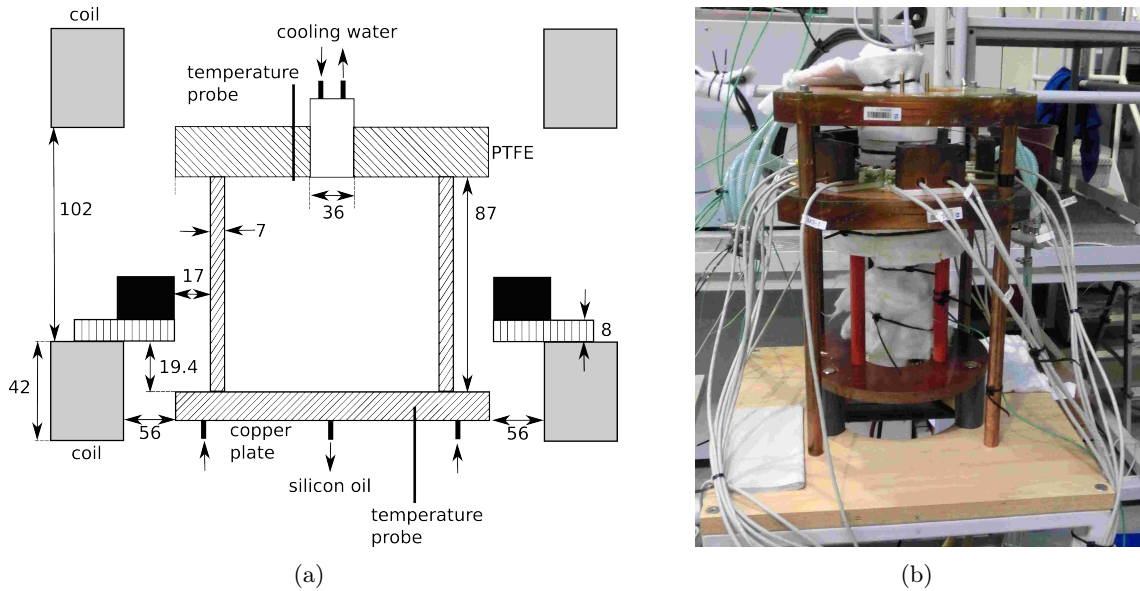 coil
cooling water
temperature
probe
PTFE
36
87
102
7
17
8
19.4
42
56
copper
plate
56
coil
silicon oil
temperature
probe
(a)
(b)